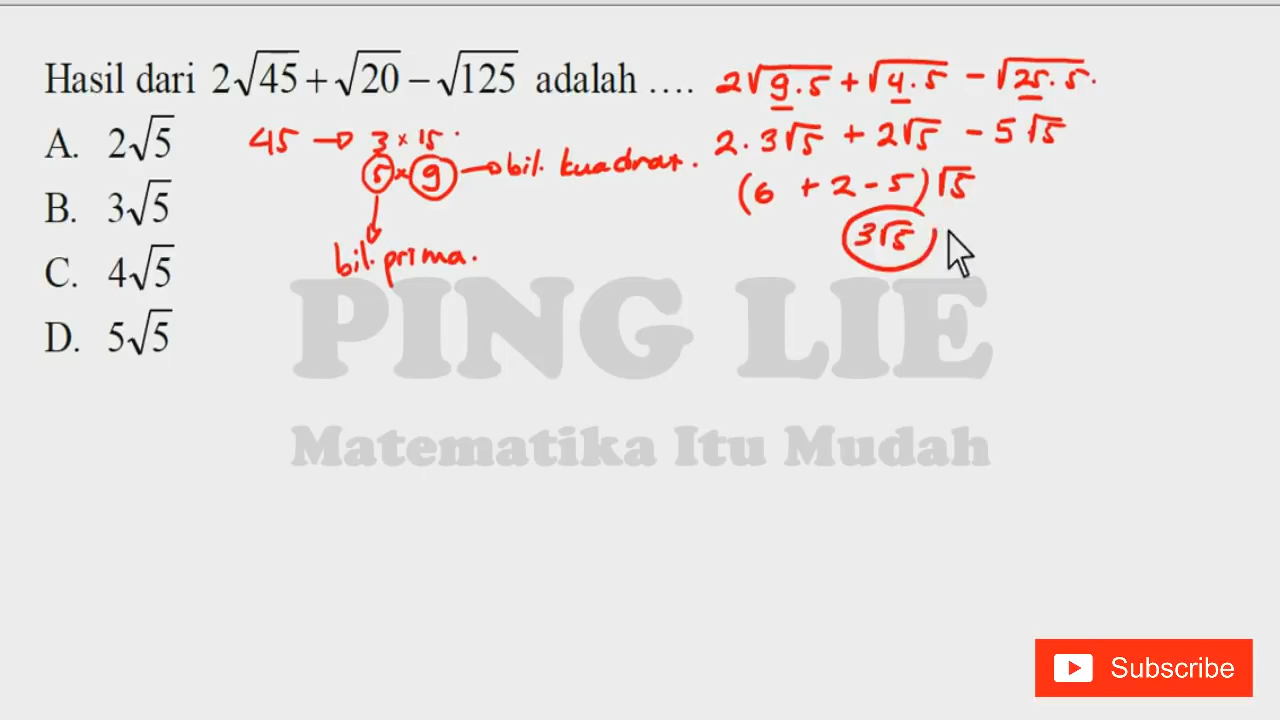 Hasil dari 2√45 + √20 − √125 adalah ....
A. 2√5
B. 3√5
C. 4√5
D. 5√5
45 → 3 × 15
5 × 9 → bil. kuadrat.
bil. prima.
2√9.5 + √4.5 − √25.5.
2.3√5 + 2√5 − 5√5
(6 + 2 − 5)√5
3√5
PING LIE
Matematika Itu Mudah
Subscribe